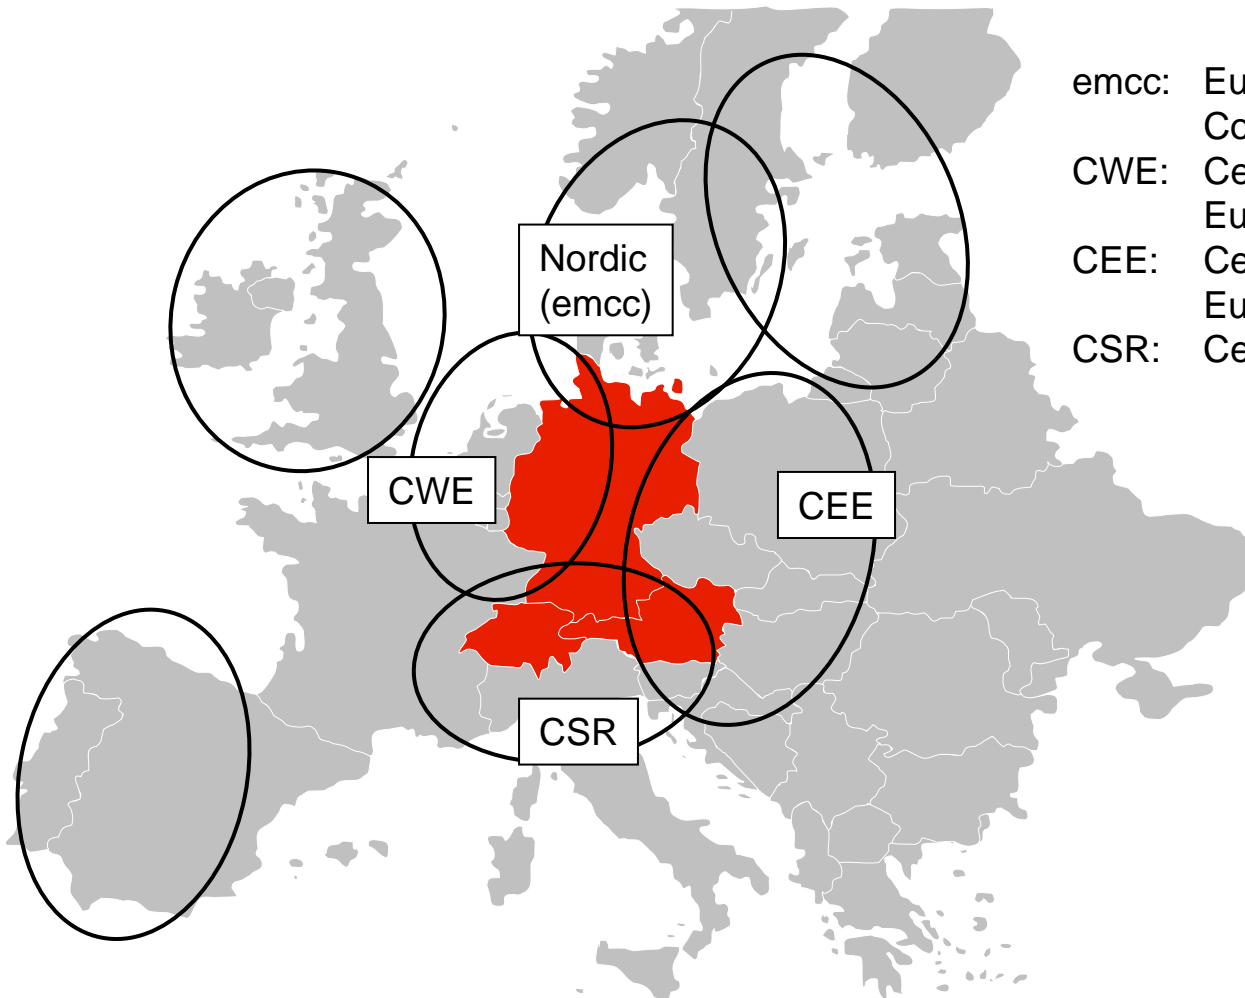 emcc: Eu
Co
CWE: Ce
Eu
CEE: Ce
Eu
CSR: Ce
Nordic
(emcc)
CWE
CEE
CSR